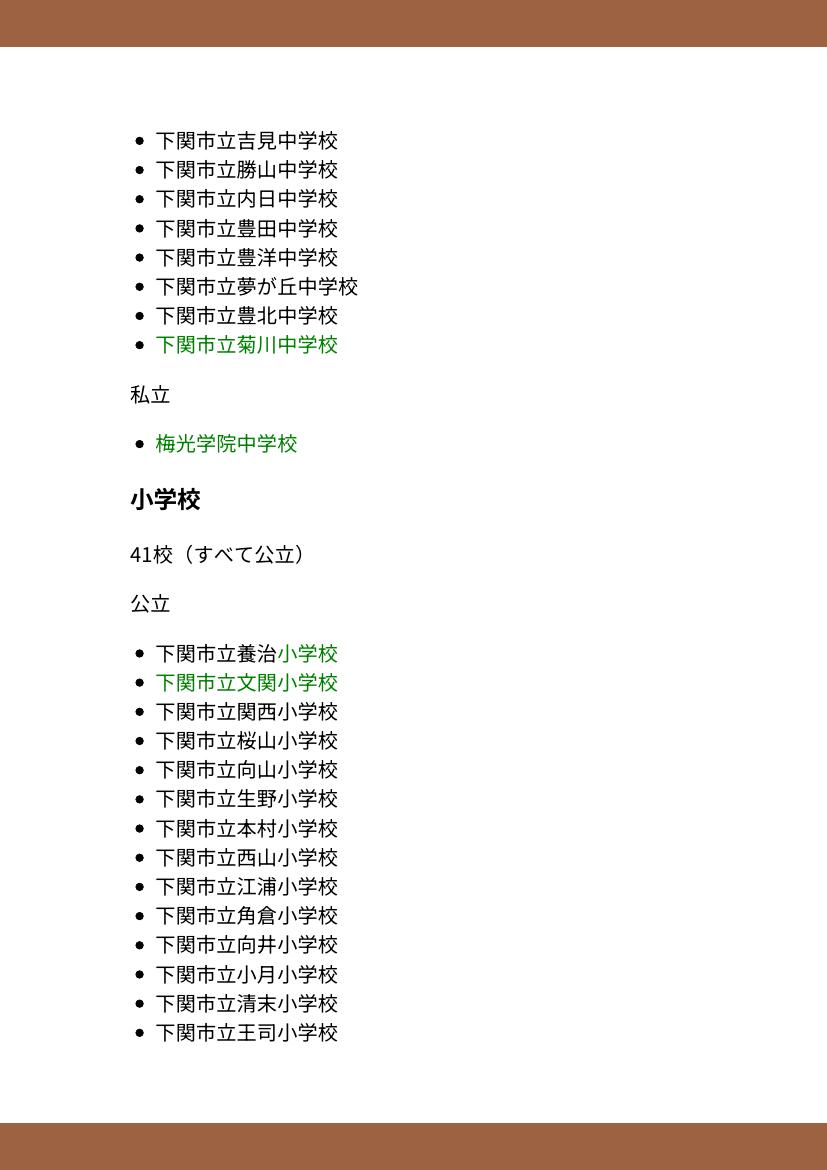 下関市立吉見中学校
下関市立勝山中学校
下関市立内日中学校
下関市立豊田中学校
下関市立豊洋中学校
下関市立夢が丘中学校
下関市立豊北中学校
下関市立菊川中学校
私立
梅光学院中学校
小学校
41校（すべて公立）
公立
下関市立養治小学校
下関市立文関小学校
下関市立関西小学校
下関市立桜山小学校
下関市立向山小学校
下関市立生野小学校
下関市立本村小学校
下関市立西山小学校
下関市立江浦小学校
下関市立角倉小学校
下関市立向井小学校
下関市立小月小学校
下関市立清末小学校
下関市立王司小学校